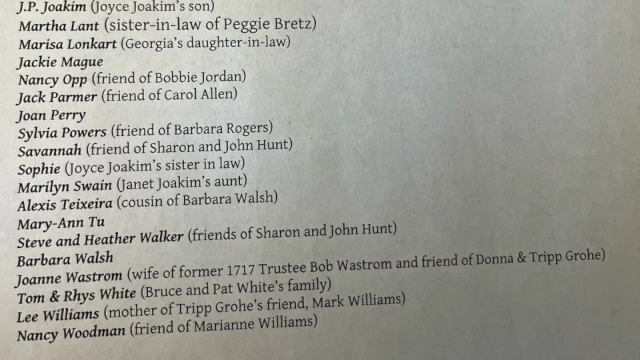 J.P. Joakim (Joyce Joakim's son)
Martha Lant (sister-in-law of Peggie Bretz)
Marisa Lonkart (Georgia's daughter-in-law)
Jackie Mague
Nancy Opp (friend of Bobbie Jordan)
Jack Parmer (friend of Carol Allen)
Joan Perry
Sylvia Powers (friend of Barbara Rogers)
Savannah (friend of Sharon and John Hunt)
Sophie (Joyce Joakim's sister in law)
Marilyn Swain (Janet Joakim's aunt)
Alexis Teixeira (cousin of Barbara Walsh)
Mary-Ann Tu
Steve and Heather Walker (friends of Sharon and John Hunt)
Barbara Walsh
Joanne Wastrom (wife of former 1717 Trustee Bob Wastrom and friend of Donna & Tripp Grohe)
Tom & Rhys White (Bruce and Pat White's family)
Lee Williams (mother of Tripp Grohe's friend, Mark Williams)
Nancy Woodman (friend of Marianne Williams)